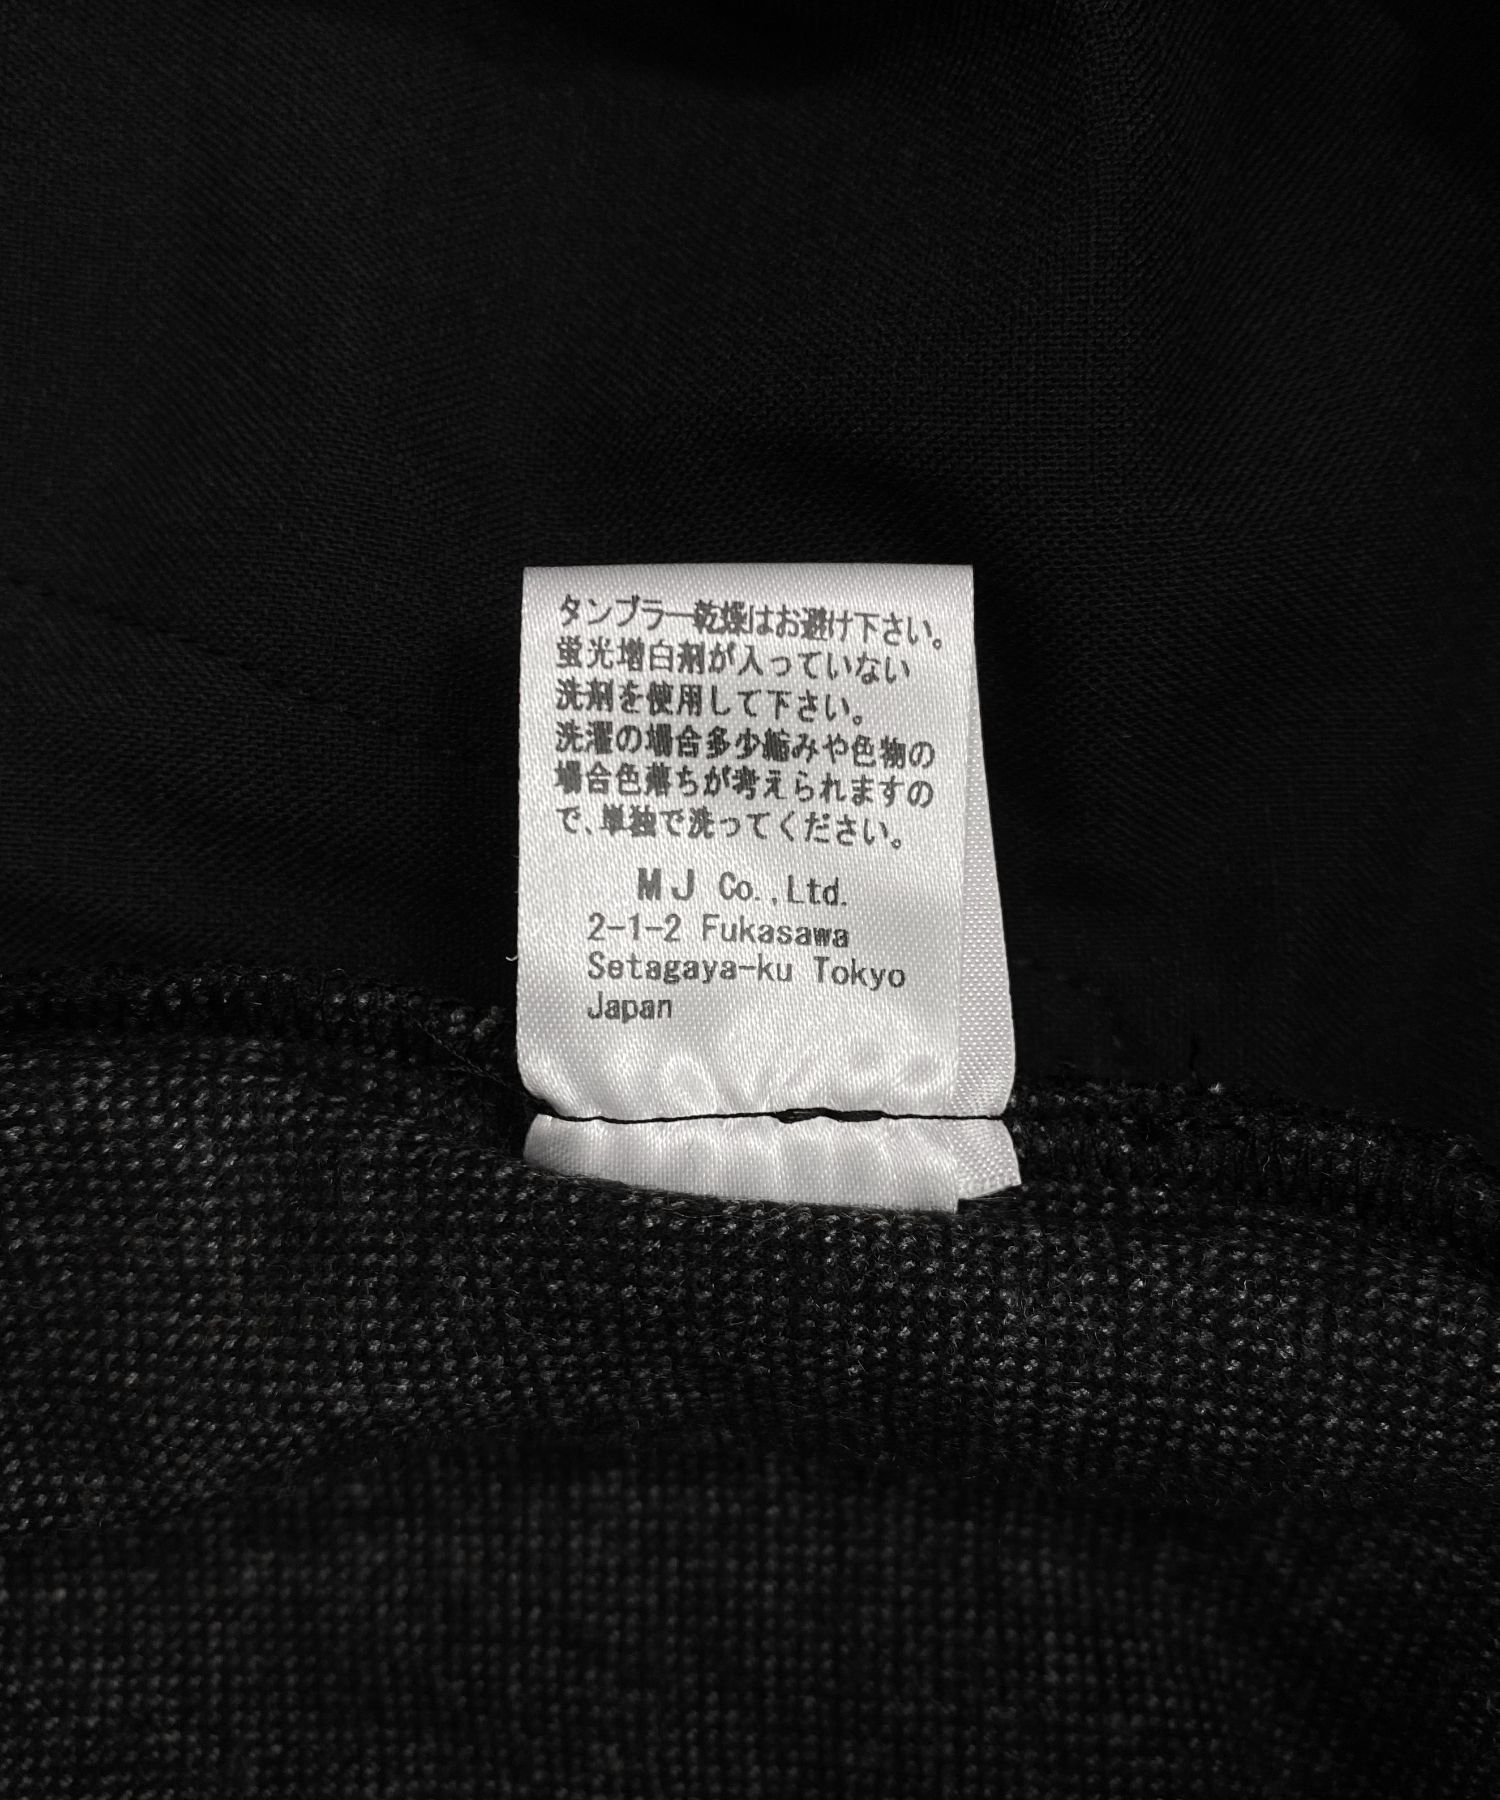 タンブラー乾燥はお避け下さい。
蛍光増白剤が入っていない
洗剤を使用して下さい。
洗濯の場合多少縮みや色物の
場合色落ちが考えられますの
で、単独で洗ってください。
MJ Co.,Ltd.
2-1-2 Fukasawa
Setagaya-ku Tokyo
Japan